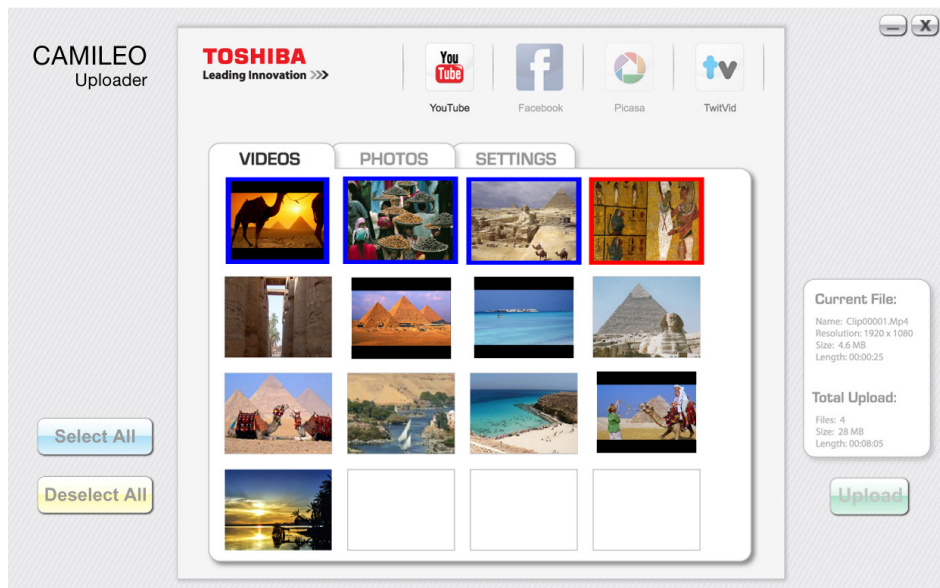 CAMILEO
Uploader
TOSHIBA
Leading Innovation >>>
You
Tube
f
tv
YouTube
Facebook
Picasa
TwitVid
X
VIDEOS
PHOTOS
SETTINGS
Select All
Deselect All
Current File:
Name: Clip00001.Mp4
Resolution: 1920 x 1080
Size: 4.6 MB
Length: 00:00:25
Total Upload:
Files: 4
Size: 28 MB
Length: 00:08:05
Upload